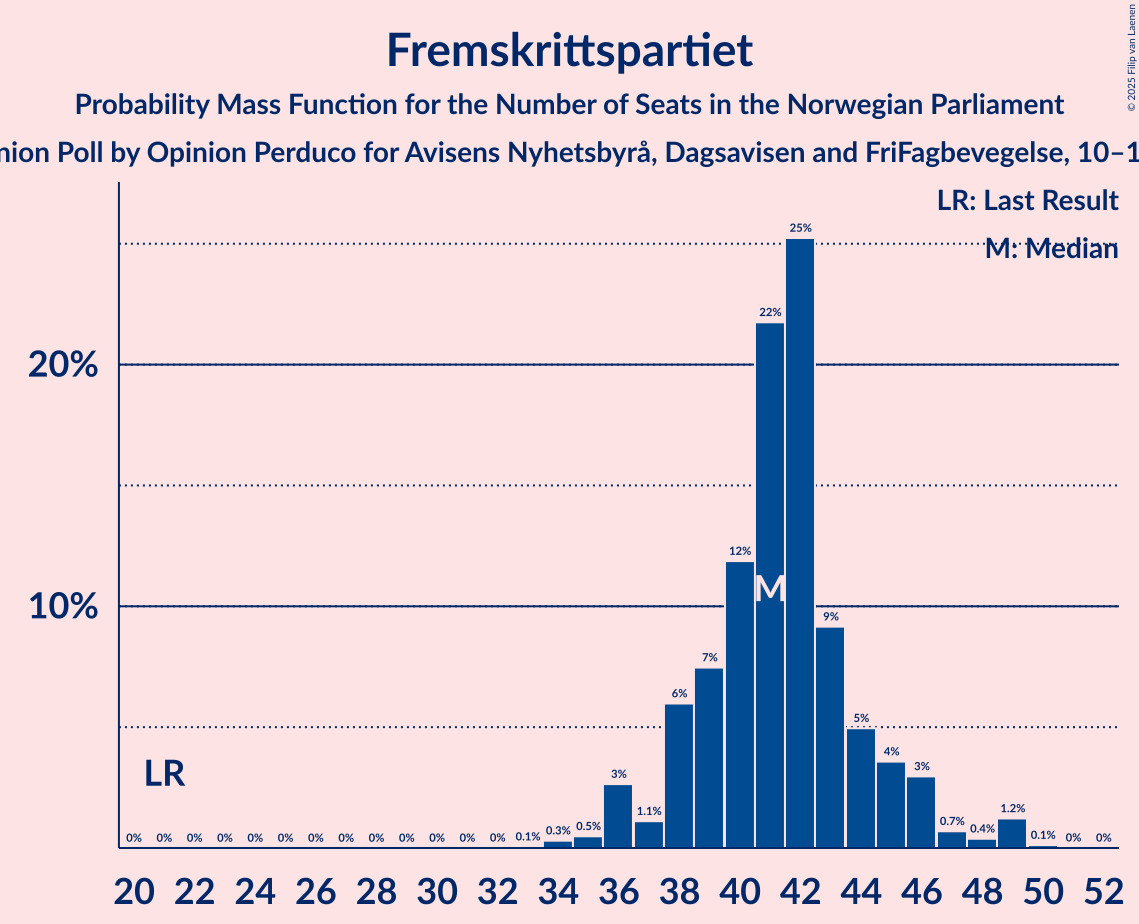 Fremskrittspartiet
Probability Mass Function for the Number of Seats in the Norwegian Parliament
nion Poll by Opinion Perduco for Avisens Nyhetsbyrå, Dagsavisen and FriFagbevegelse, 10–1
© 2025 Filip van Laenen
LR: Last Result
M: Median
25%
22%
20%
12%
M
10%
9%
7%
6%
5%
4%
LR
3%
3%
0% 0% 0% 0% 0% 0% 0% 0% 0% 0% 0% 0% 0% 0.1% 0.3% 0.5% 1.1% 0.7% 0.4% 1.2% 0.1% 0% 0%
20 22 24 26 28 30 32 34 36 38 40 42 44 46 48 50 52